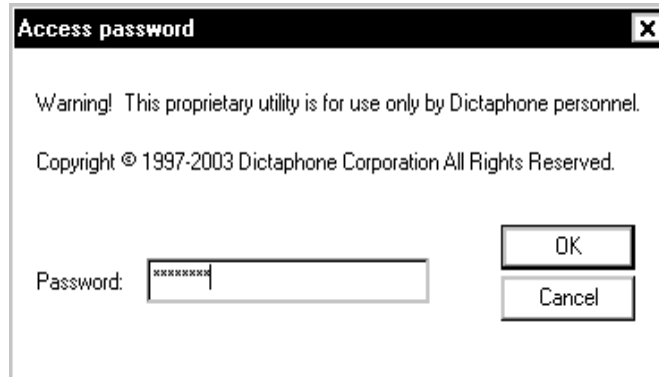 Access password
Warning!  This proprietary utility is for use only by Dictaphone personnel.
Copyright © 1997-2003 Dictaphone Corporation All Rights Reserved.
OK
Password: ********
Cancel